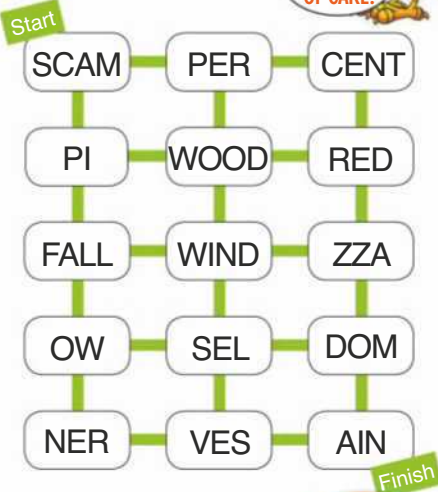 Start
SCAM PER CENT
PI WOOD RED
FALL WIND ZZA
OW SEL DOM
NER VES AIN
Finish